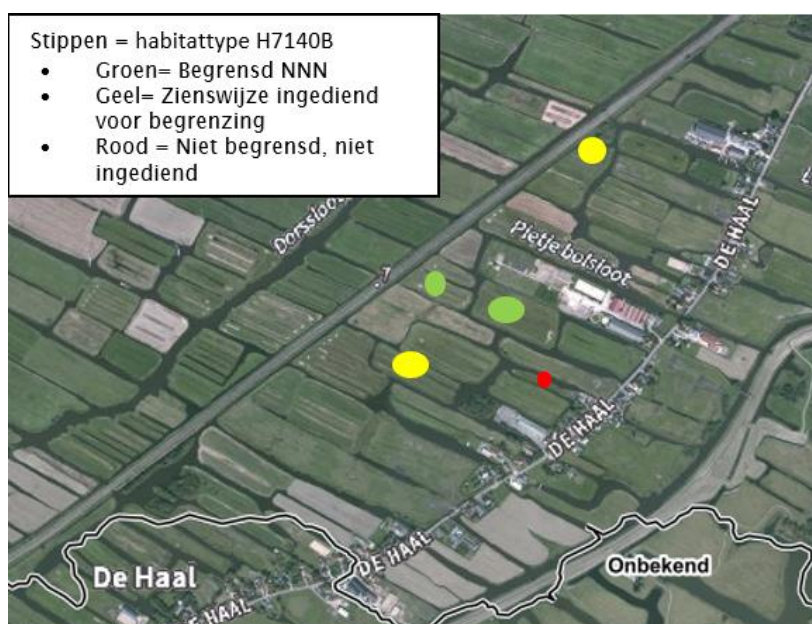 Stippen = habitattype H7140B
• Groen= Begrensd NNN
• Geel= Zienswijze ingediend
voor begrenzing
• Rood = Niet begrensd, niet
ingediend
Dorssloot
Pietje bolsloot
DE HAAL
DE HAAL
DE HAAL
De Haal
DE HAAL
Onbekend